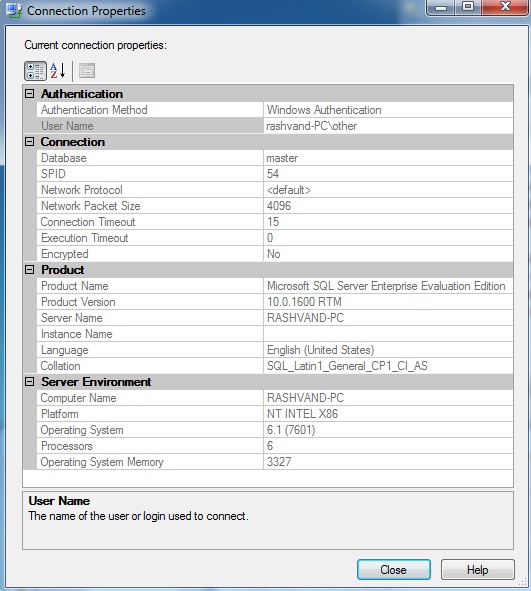 Connection Properties
Current connection properties:
Authentication
Authentication Method Windows Authentication
User Name rashvand-PC\other
Connection
Database master
SPID 54
Network Protocol <default>
Network Packet Size 4096
Connection Timeout 15
Execution Timeout 0
Encrypted No
Product
Product Name Microsoft SQL Server Enterprise Evaluation Edition
Product Version 10.0.1600 RTM
Server Name RASHVAND-PC
Instance Name
Language English (United States)
Collation SQL_Latin1_General_CP1_CI_AS
Server Environment
Computer Name RASHVAND-PC
Platform NT INTEL X86
Operating System 6.1 (7601)
Processors 6
Operating System Memory 3327
User Name
The name of the user or login used to connect.
Close Help